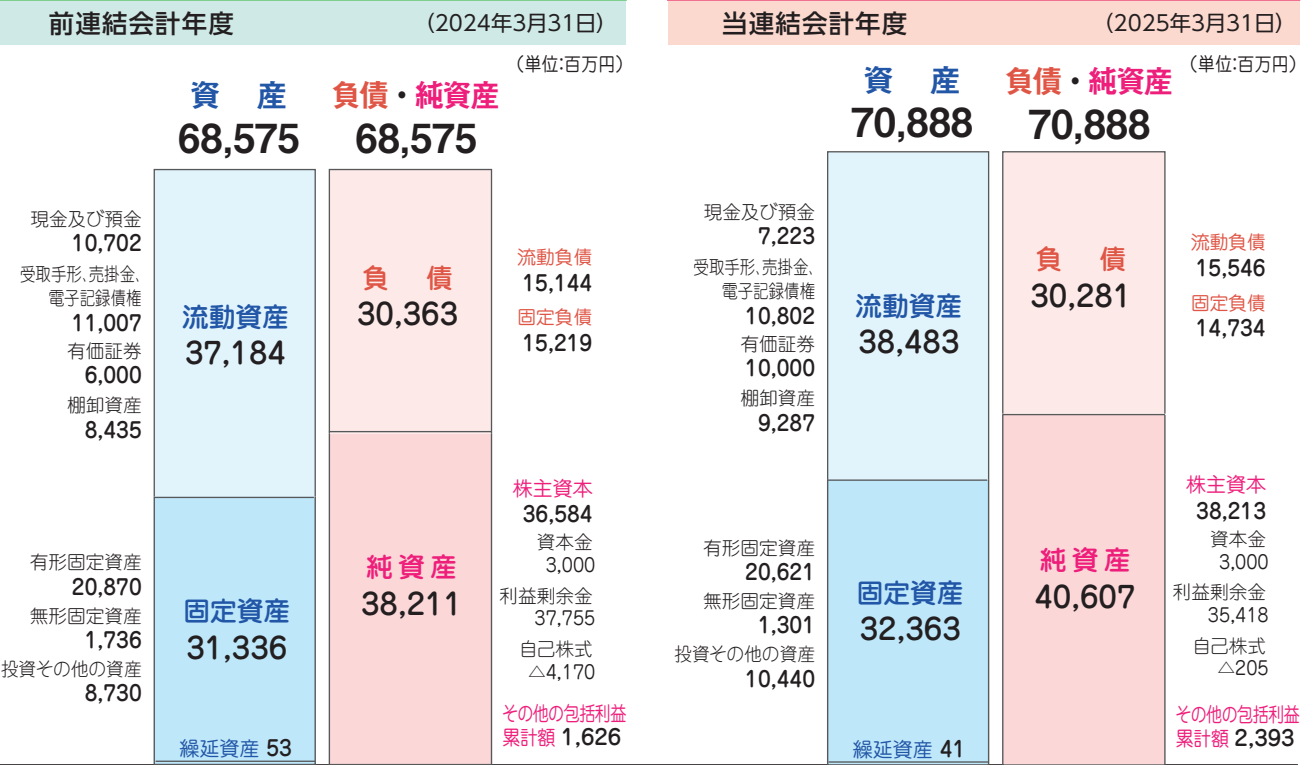 前連結会計年度 (2024年3月31日)
(単位:百万円)
資 産
68,575
負債・純資産
68,575
現金及び預金
10,702
受取手形、売掛金、
電子記録債権
11,007
有価証券
6,000
棚卸資産
8,435
流動資産
37,184
負 債
30,363
流動負債
15,144
固定負債
15,219
有形固定資産
20,870
無形固定資産
1,736
投資その他の資産
8,730
固定資産
31,336
繰延資産 53
純資産
38,211
株主資本
36,584
資本金
3,000
利益剰余金
37,755
自己株式
△4,170
その他の包括利益
累計額 1,626
当連結会計年度 (2025年3月31日)
(単位:百万円)
資 産
70,888
負債・純資産
70,888
現金及び預金
7,223
受取手形、売掛金、
電子記録債権
10,802
有価証券
10,000
棚卸資産
9,287
流動資産
38,483
負 債
30,281
流動負債
15,546
固定負債
14,734
有形固定資産
20,621
無形固定資産
1,301
投資その他の資産
10,440
固定資産
32,363
繰延資産 41
純資産
40,607
株主資本
38,213
資本金
3,000
利益剰余金
35,418
自己株式
△205
その他の包括利益
累計額 2,393